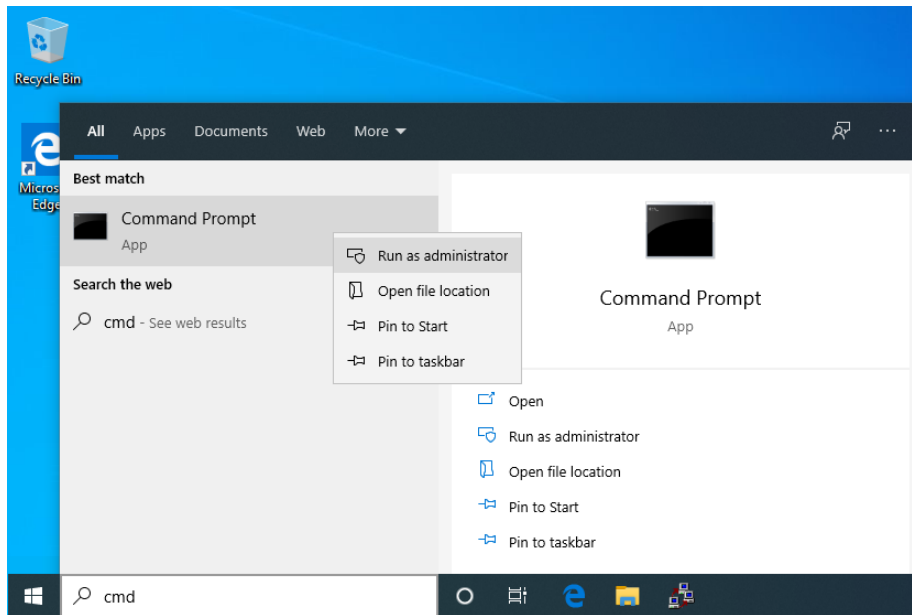 Recycle Bin
All Apps Documents Web More
Micros
Edge
Best match
Command Prompt
App
Search the web
cmd - See web results
Run as administrator
Open file location
Pin to Start
Pin to taskbar
Command Prompt
App
Open
Run as administrator
Open file location
Pin to Start
Pin to taskbar
cmd